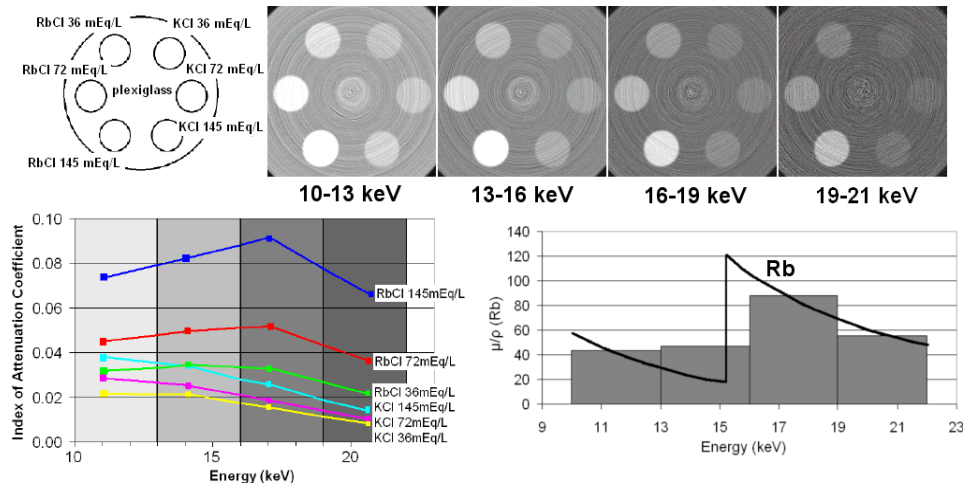 RbCl 36 mEq/L
KCl 36 mEq/L
RbCl 72 mEq/L
KCl 72 mEq/L
plexiglass
KCl 145 mEq/L
RbCl 145 mEq/L
10-13 keV
13-16 keV
16-19 keV
19-21 keV
Index of Attenuation Coefficient
0.10
0.08
0.06
0.04
0.02
0.00
10
15
20
Energy (keV)
RbCl 145mEq/L
RbCl 72mEq/L
RbCl 36mEq/L
KCl 145mEq/L
KCl 72mEq/L
KCl 36mEq/L
μ/ρ (Rb)
140
120
100
80
60
40
20
0
Rb
9
11
13
15
17
19
21
23
Energy (keV)